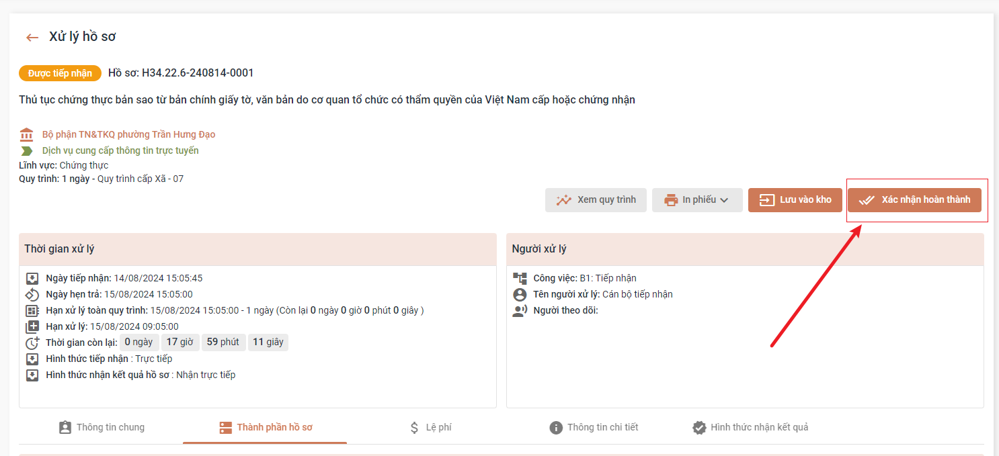 Xử lý hồ sơ
Được tiếp nhận Hồ sơ: H34.22.6-240814-0001
Thủ tục chứng thực bản sao từ bản chính giấy tờ, văn bản do cơ quan tổ chức có thẩm quyền của Việt Nam cấp hoặc chứng nhận
Bộ phận TN&TKQ phường Trần Hưng Đạo
Dịch vụ cung cấp thông tin trực tuyến
Lĩnh vực: Chứng thực
Quy trình: 1 ngày - Quy trình cấp Xã - 07
Xem quy trình In phiếu Lưu vào kho Xác nhận hoàn thành
Thời gian xử lý
Ngày tiếp nhận: 14/08/2024 15:05:45
Ngày hẹn trả: 15/08/2024 15:05:00
Hạn xử lý toàn quy trình: 15/08/2024 15:05:00 - 1 ngày (Còn lại 0 ngày 0 giờ 0 phút 0 giây )
Hạn xử lý: 15/08/2024 09:05:00
Thời gian còn lại: 0 ngày 17 giờ 59 phút 11 giây
Hình thức tiếp nhận : Trực tiếp
Hình thức nhận kết quả hồ sơ : Nhận trực tiếp
Người xử lý
Công việc: B1: Tiếp nhận
Tên người xử lý: Cán bộ tiếp nhận
Người theo dõi:
Thông tin chung Thành phần hồ sơ Lệ phí Thông tin chi tiết Hình thức nhận kết quả